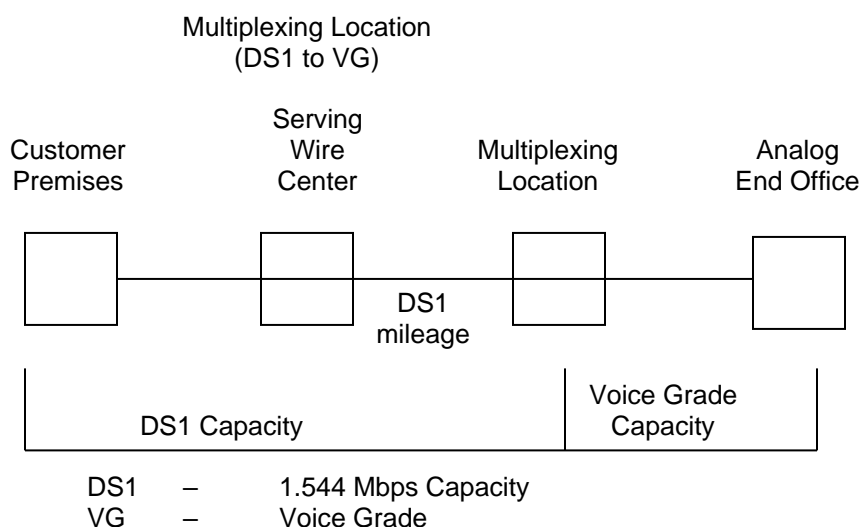 Multiplexing Location
(DS1 to VG)
Customer
Premises
Serving
Wire
Center
Multiplexing
Location
Analog
End Office
DS1
mileage
DS1 Capacity
Voice Grade
Capacity
DS1 – 1.544 Mbps Capacity
VG – Voice Grade